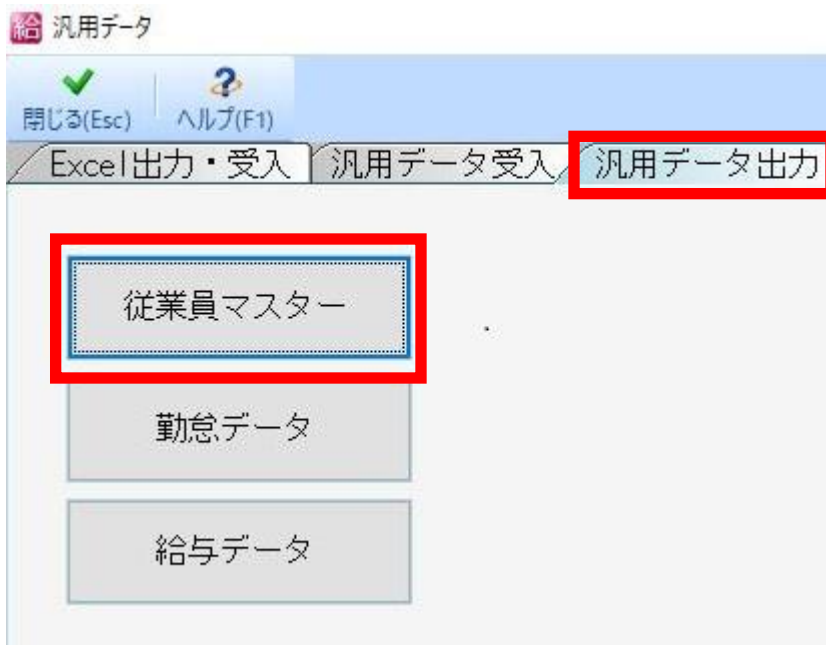 給 汎用データ
閉じる(Esc) ヘルプ(F1)
Excel出力・受入 汎用データ受入 汎用データ出力
従業員マスター
勤怠データ
給与データ